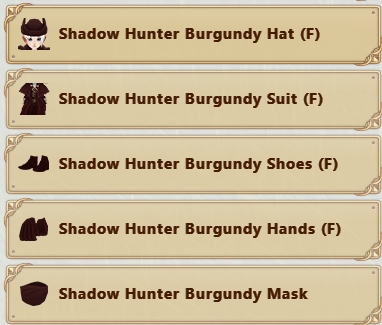 Shadow Hunter Burgundy Hat (F)
Shadow Hunter Burgundy Suit (F)
Shadow Hunter Burgundy Shoes (F)
Shadow Hunter Burgundy Hands (F)
Shadow Hunter Burgundy Mask